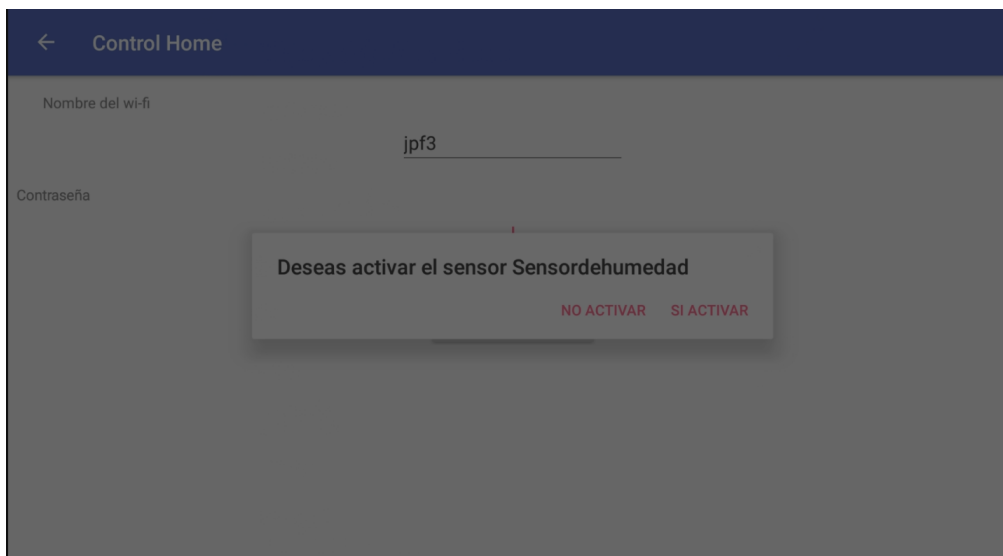 Control Home
Nombre del wi-fi
jpf3
Contraseña
Deseas activar el sensor Sensordehumedad
NO ACTIVAR SI ACTIVAR